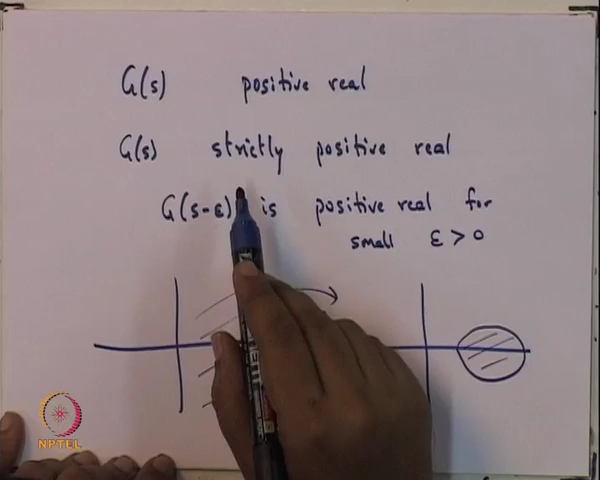 G(s) positive real
G(s) strictly positive real
G(s-ε) is positive real for
small ε > 0
NPTEL